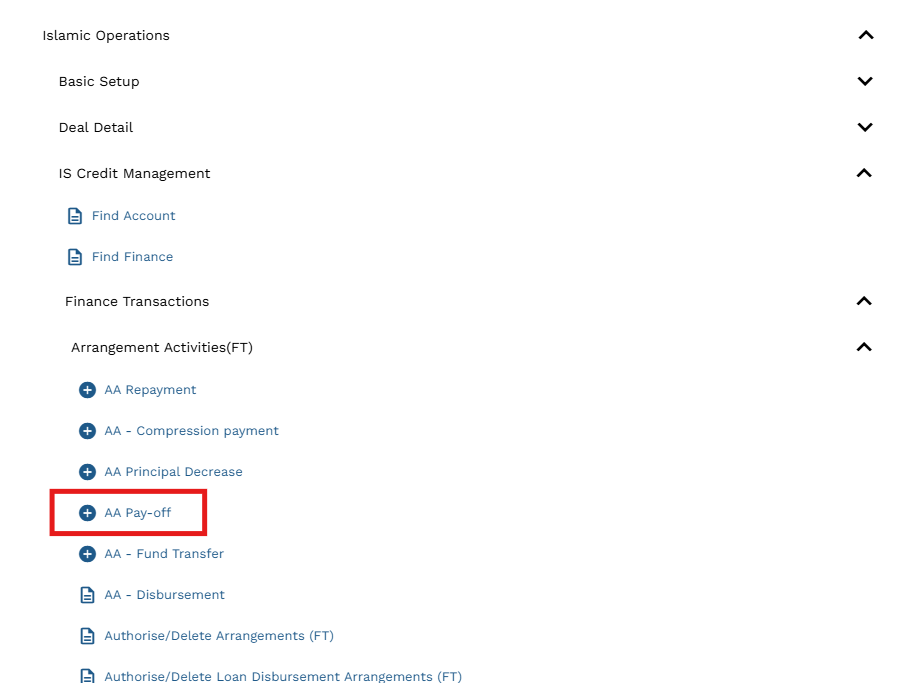 Islamic Operations
Basic Setup
Deal Detail
IS Credit Management
Find Account
Find Finance
Finance Transactions
Arrangement Activities(FT)
AA Repayment
AA - Compression payment
AA Principal Decrease
AA Pay-off
AA - Fund Transfer
AA - Disbursement
Authorise/Delete Arrangements (FT)
Authorise/Delete Loan Disbursement Arrangements (FT)